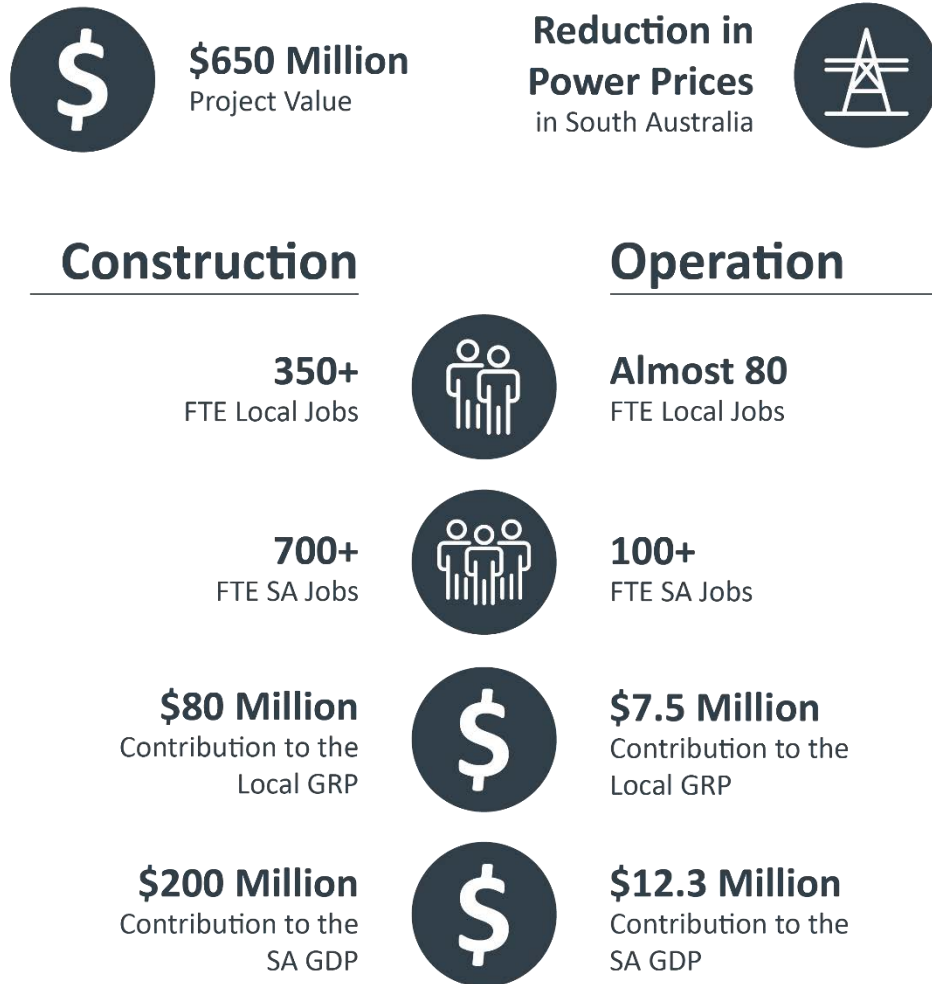 $650 Million
Project Value
Reduction in
Power Prices
in South Australia
Construction
Operation
350+
FTE Local Jobs
Almost 80
FTE Local Jobs
700+
FTE SA Jobs
100+
FTE SA Jobs
$80 Million
Contribution to the
Local GRP
$7.5 Million
Contribution to the
Local GRP
$200 Million
Contribution to the
SA GDP
$12.3 Million
Contribution to the
SA GDP